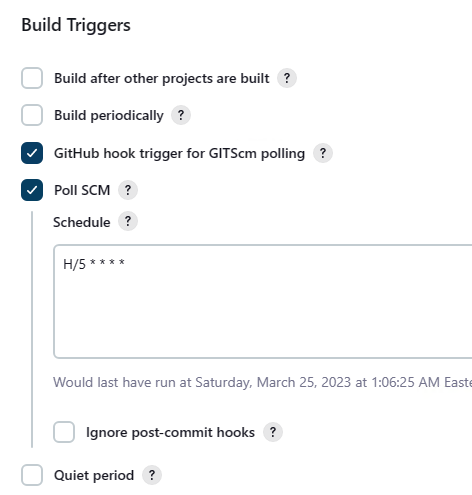 Build Triggers
Build after other projects are built ?
Build periodically ?
GitHub hook trigger for GITScm polling ?
Poll SCM ?
Schedule ?
H/5 * * * *
Would last have run at Saturday, March 25, 2023 at 1:06:25 AM Easte
Ignore post-commit hooks ?
Quiet period ?